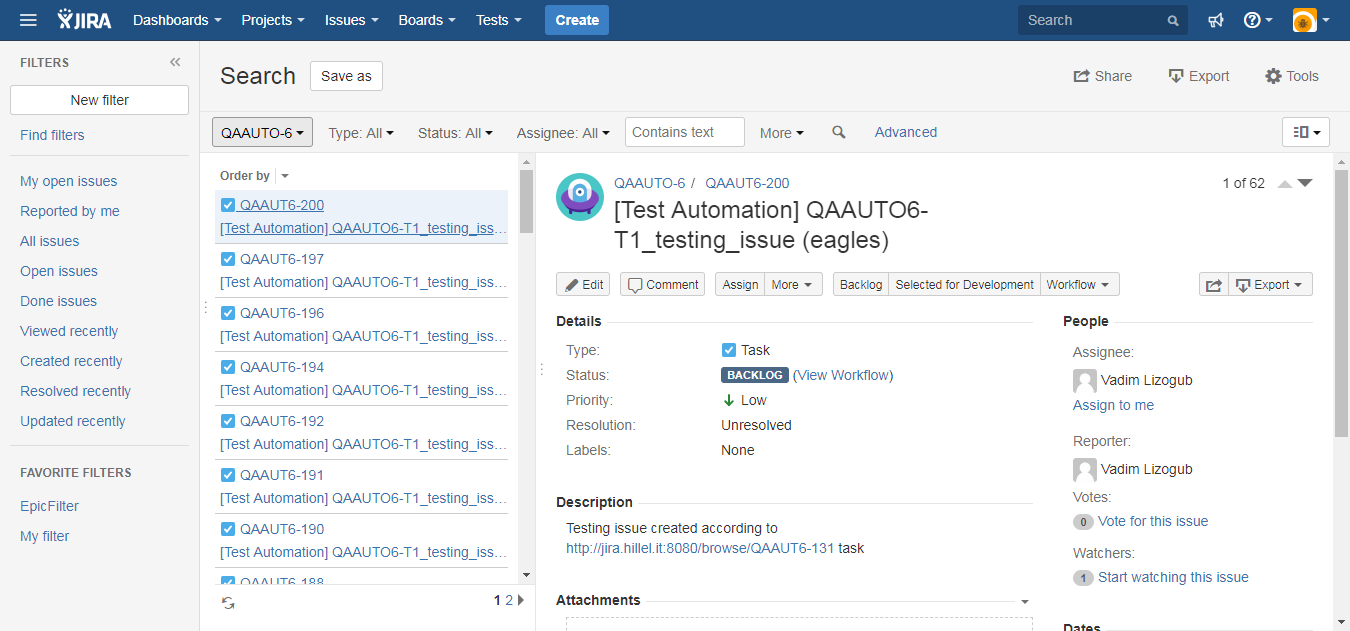 JIRA Dashboards Projects Issues Boards Tests Create Search
FILTERS
New filter
Find filters
My open issues
Reported by me
All issues
Open issues
Done issues
Viewed recently
Created recently
Resolved recently
Updated recently
FAVORITE FILTERS
EpicFilter
My filter
Search Save as Share Export Tools
QAAUTO-6 Type: All Status: All Assignee: All Contains text More Advanced
Order by
QAAUT6-200
[Test Automation] QAAUTO6-T1_testing_iss...
QAAUT6-197
[Test Automation] QAAUTO6-T1_testing_iss...
QAAUT6-196
[Test Automation] QAAUTO6-T1_testing_iss...
QAAUT6-194
[Test Automation] QAAUTO6-T1_testing_iss...
QAAUT6-192
[Test Automation] QAAUTO6-T1_testing_iss...
QAAUT6-191
[Test Automation] QAAUTO6-T1_testing_iss...
QAAUT6-190
[Test Automation] QAAUTO6-T1_testing_iss...
QAAUT6-188
1 2
QAAUTO-6 / QAAUT6-200 1 of 62
[Test Automation] QAAUTO6-
T1_testing_issue (eagles)
Edit Comment Assign More Backlog Selected for Development Workflow Export
Details
Type: Task
Status: BACKLOG (View Workflow)
Priority: Low
Resolution: Unresolved
Labels: None
Description
Testing issue created according to
http://jira.hillel.it:8080/browse/QAAUT6-131 task
Attachments
People
Assignee:
Vadim Lizogub
Assign to me
Reporter:
Vadim Lizogub
Votes:
0 Vote for this issue
Watchers:
1 Start watching this issue
Dates